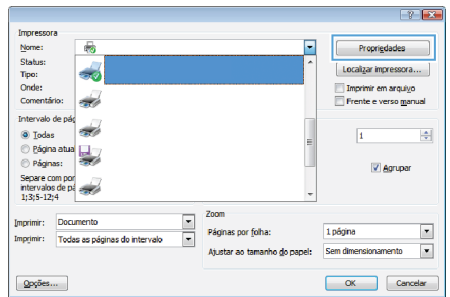 Impressora
Nome:
Propriedades
Status:
Localizar impressora...
Tipo:
Onde:
Imprimir em arquivo
Comentário:
Frente e verso manual
Intervalo de pág
Todas
1
Página atua
Páginas:
Agrupar
Separe com por
intervalos de pá
1;3;5-12;4
Imprimir: Documento
Imprimir: Todas as páginas do intervalo
Zoom
Páginas por folha: 1 página
Ajustar ao tamanho do papel: Sem dimensionamento
Opções...
OK
Cancelar